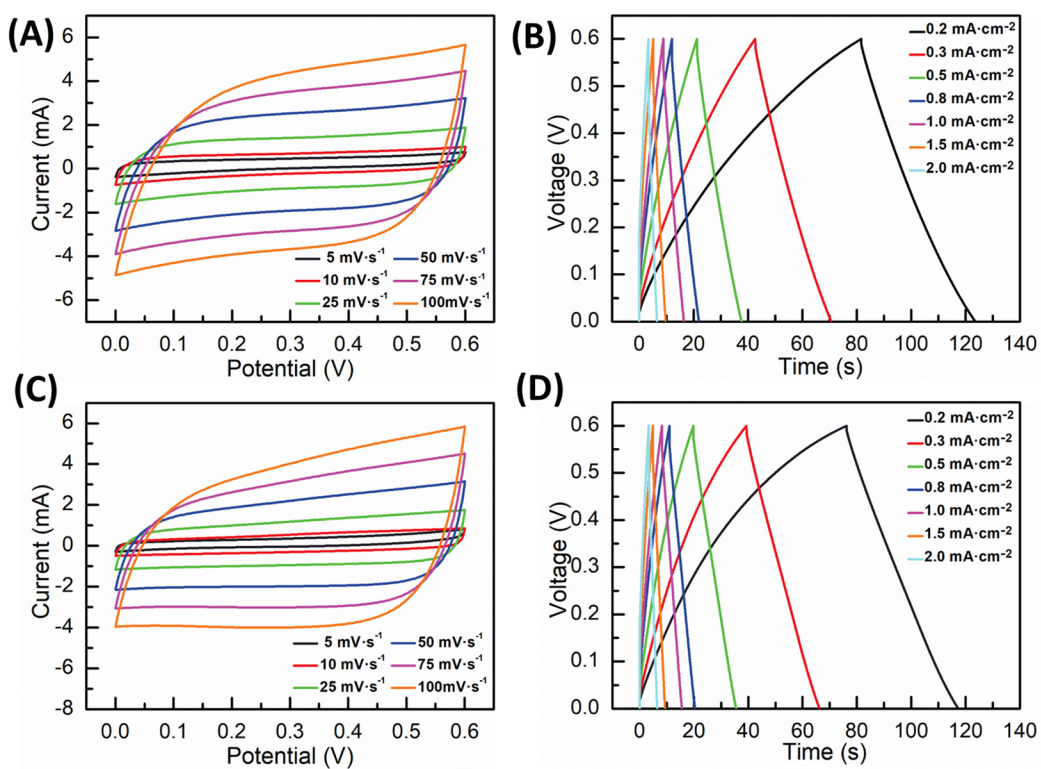 (A)
6
4
2
0
-2
-4
-6
Current (mA)
5 mV·s-1
50 mV·s-1
10 mV·s-1
75 mV·s-1
25 mV·s-1
100mV·s-1
0.0 0.1 0.2 0.3 0.4 0.5 0.6
Potential (V)
(B)
0.6
0.5
0.4
0.3
0.2
0.1
0.0
Voltage (V)
0.2 mA·cm-2
0.3 mA·cm-2
0.5 mA·cm-2
0.8 mA·cm-2
1.0 mA·cm-2
1.5 mA·cm-2
2.0 mA·cm-2
0 20 40 60 80 100 120 140
Time (s)
(C)
6
4
2
0
-2
-4
-6
-8
Current (mA)
5 mV·s-1
50 mV·s-1
10 mV·s-1
75 mV·s-1
25 mV·s-1
100mV·s-1
0.0 0.1 0.2 0.3 0.4 0.5 0.6
Potential (V)
(D)
0.6
0.5
0.4
0.3
0.2
0.1
0.0
Voltage (V)
0.2 mA·cm-2
0.3 mA·cm-2
0.5 mA·cm-2
0.8 mA·cm-2
1.0 mA·cm-2
1.5 mA·cm-2
2.0 mA·cm-2
0 20 40 60 80 100 120 140
Time (s)